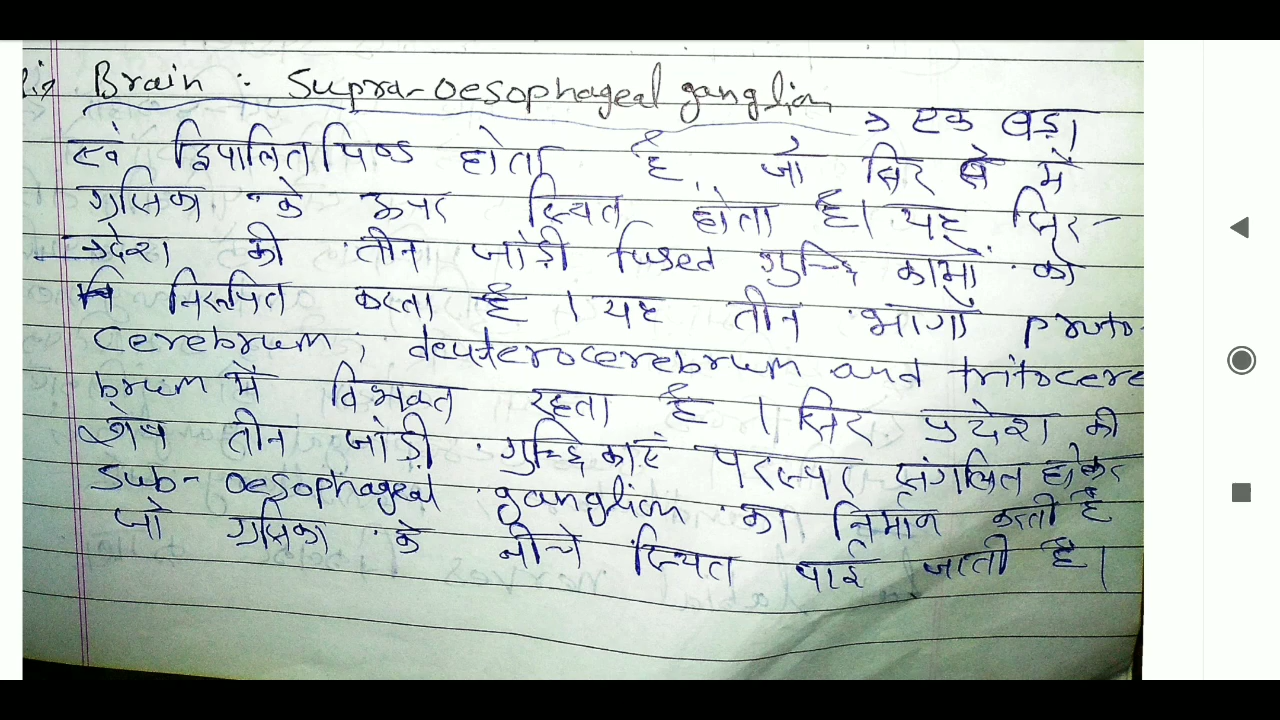 Brain : Supra-oesophageal ganglion
→ एक बड़ा
एवं द्विपालित पिण्ड होता है, जो सिर में
ग्रसिका के ऊपर स्थित होता है। यह सिर-
प्रदेश की तीन जोड़ी fused गुच्छिकाओं को
निरूपित करता है । यह तीन भागों proto-
cerebrum, deuterocerebrum and tritocere
brum में विभक्त रहता है । सिर प्रदेश की
शेष तीन जोड़ी गुच्छिकाएं परस्पर संगलित होकर
Sub-oesophageal ganglion का निर्माण करती है
जो ग्रसिका के नीचे स्थित पाई जाती है।